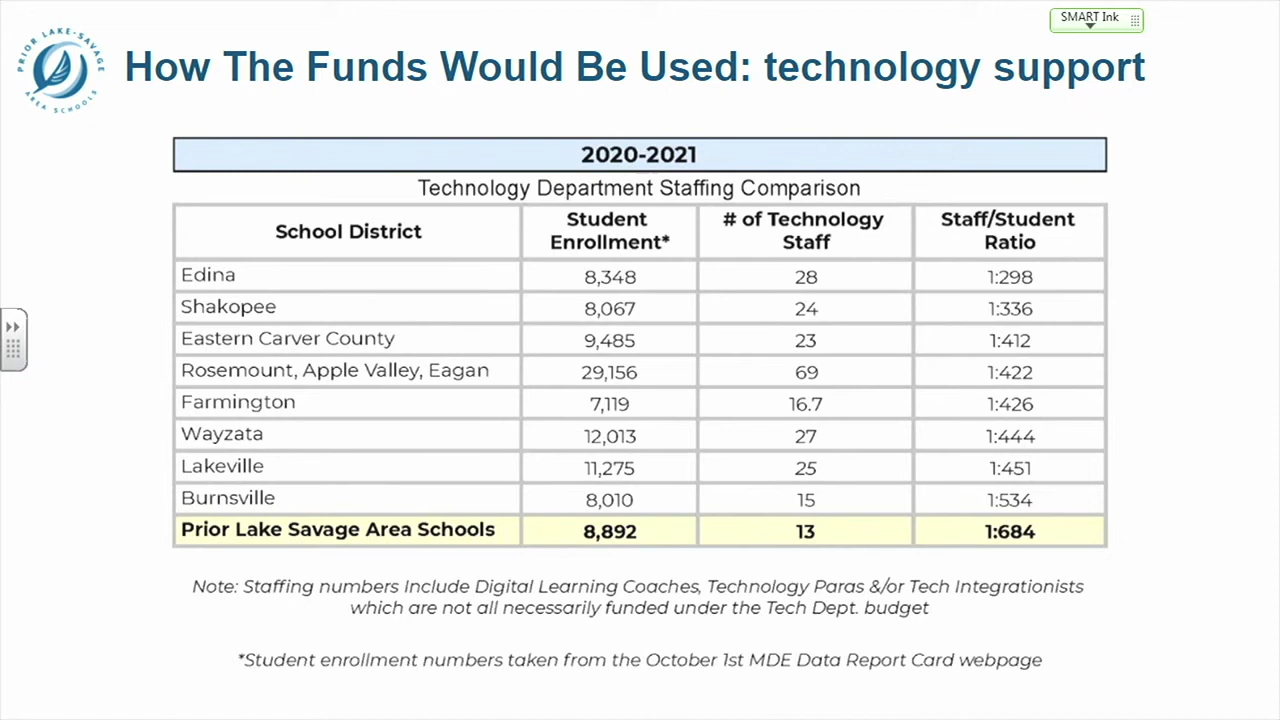 SMART Ink
PRIOR LAKE-SAVAGE
AREA SCHOOLS
How The Funds Would Be Used: technology support
2020-2021
Technology Department Staffing Comparison
School District Student Enrollment* # of Technology Staff Staff/Student Ratio
Edina 8,348 28 1:298
Shakopee 8,067 24 1:336
Eastern Carver County 9,485 23 1:412
Rosemount, Apple Valley, Eagan 29,156 69 1:422
Farmington 7,119 16.7 1:426
Wayzata 12,013 27 1:444
Lakeville 11,275 25 1:451
Burnsville 8,010 15 1:534
Prior Lake Savage Area Schools 8,892 13 1:684
Note: Staffing numbers Include Digital Learning Coaches, Technology Paras &/or Tech Integrationists
which are not all necessarily funded under the Tech Dept. budget
*Student enrollment numbers taken from the October 1st MDE Data Report Card webpage